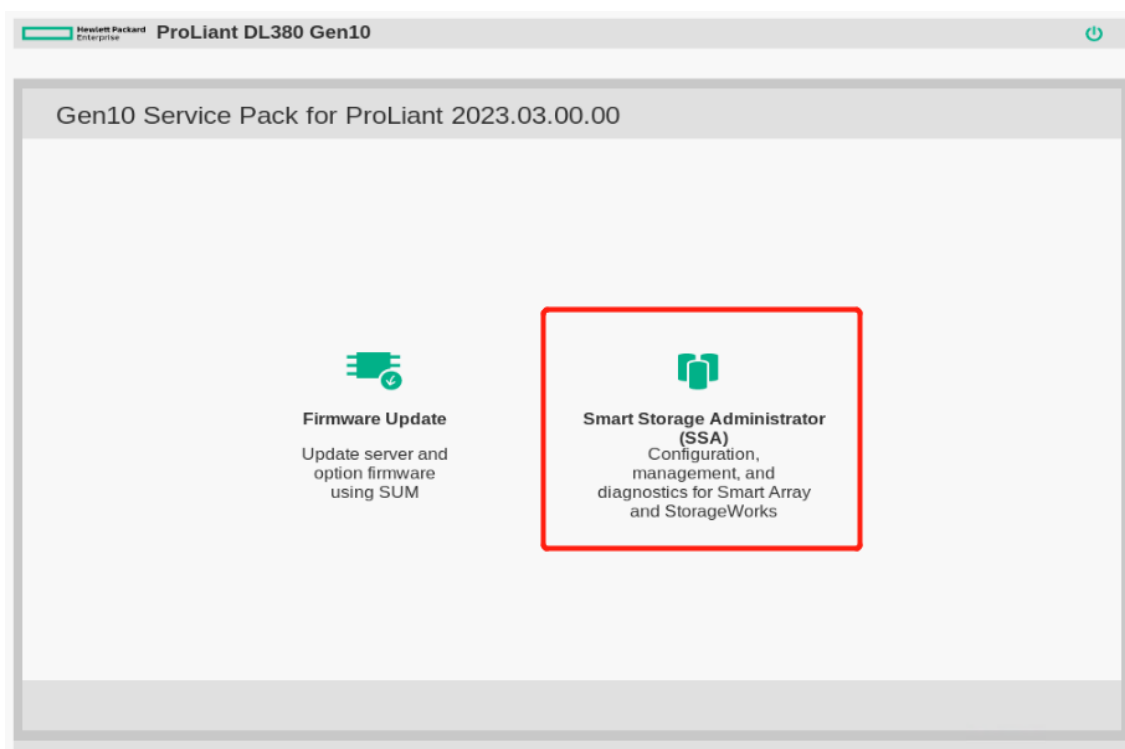 Hewlett Packard
Enterprise
ProLiant DL380 Gen10
Gen10 Service Pack for ProLiant 2023.03.00.00
Firmware Update
Update server and
option firmware
using SUM
Smart Storage Administrator
(SSA)
Configuration,
management, and
diagnostics for Smart Array
and StorageWorks